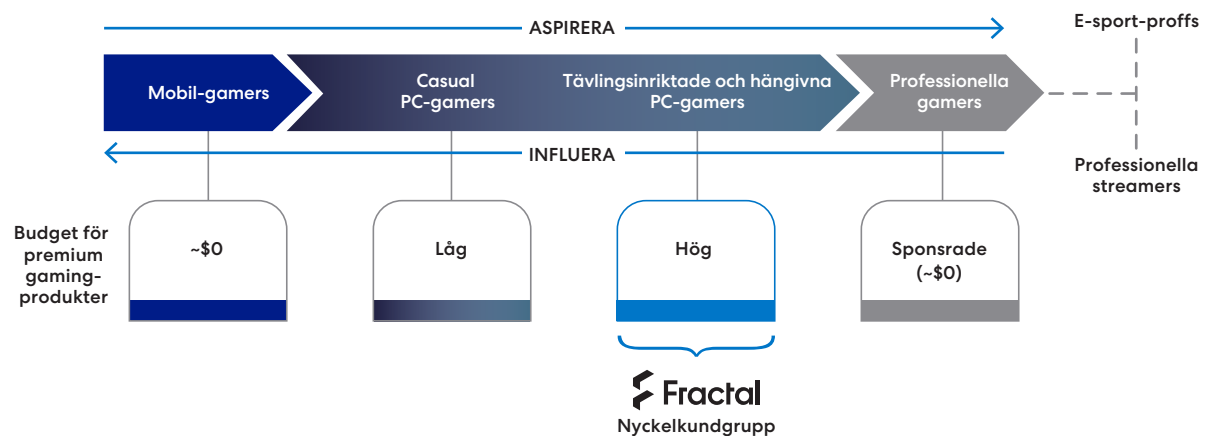 ASPIRERA
E-sport-proffs
Mobil-gamers
Casual
PC-gamers
Tävlingsinriktade och hängivna
PC-gamers
Professionella
gamers
INFLUERA
Professionella
streamers
Budget för
premium
gaming-
produkter
~$0
Låg
Hög
Sponsrade
(~$0)
Fractal
Nyckelkundgrupp